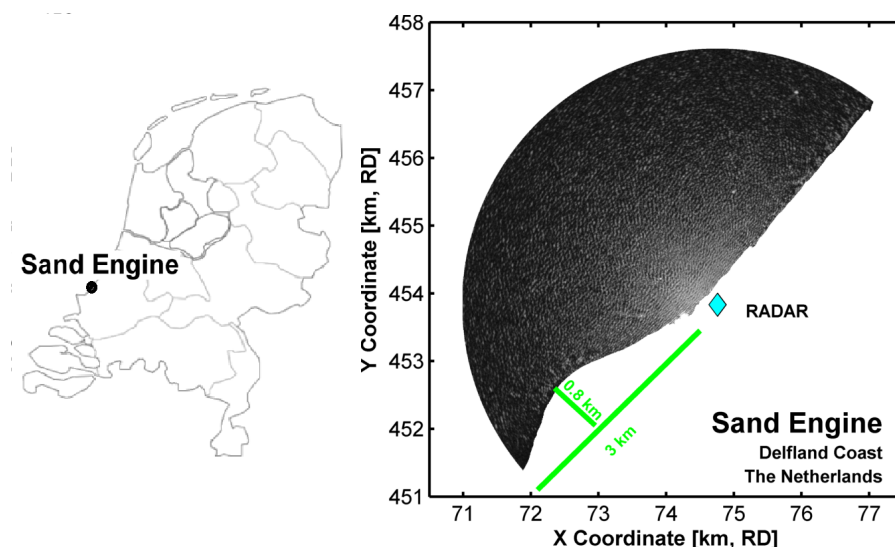 Sand Engine
458
457
456
455
454
453
452
451
Y Coordinate [km, RD]
RADAR
0.8 km
3 km
Sand Engine
Delfland Coast
The Netherlands
71 72 73 74 75 76 77
X Coordinate [km, RD]